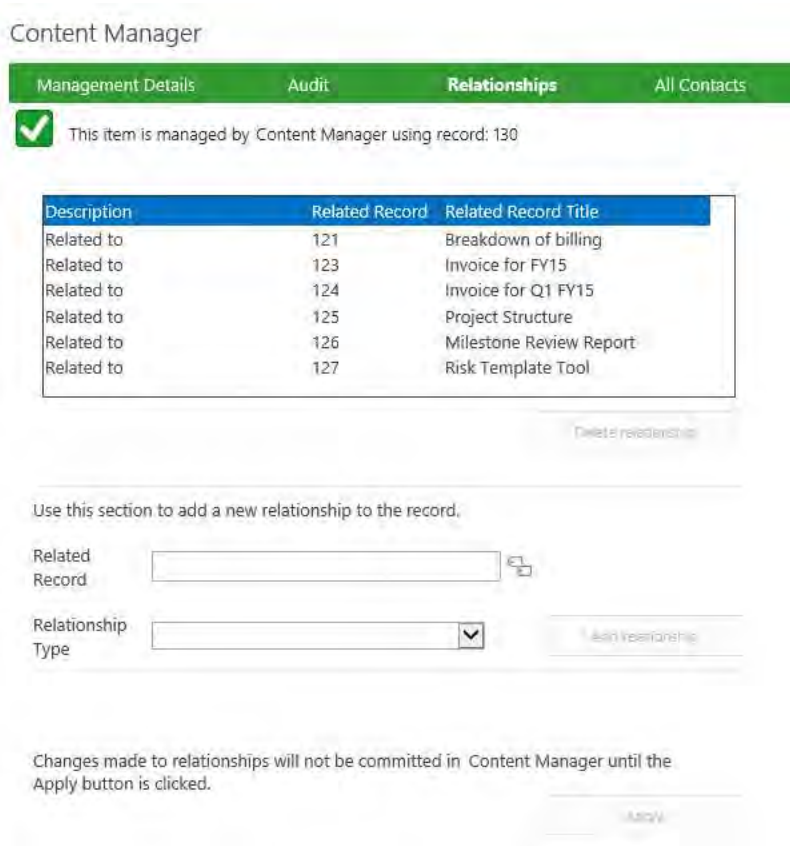 Content Manager
Management Details Audit Relationships All Contacts
This item is managed by Content Manager using record: 130
Description Related Record Related Record Title
Related to 121 Breakdown of billing
Related to 123 Invoice for FY15
Related to 124 Invoice for Q1 FY15
Related to 125 Project Structure
Related to 126 Milestone Review Report
Related to 127 Risk Template Tool
Delete relationship
Use this section to add a new relationship to the record.
Related
Record
Relationship
Type
Add relationship
Changes made to relationships will not be committed in Content Manager until the
Apply button is clicked.
Apply